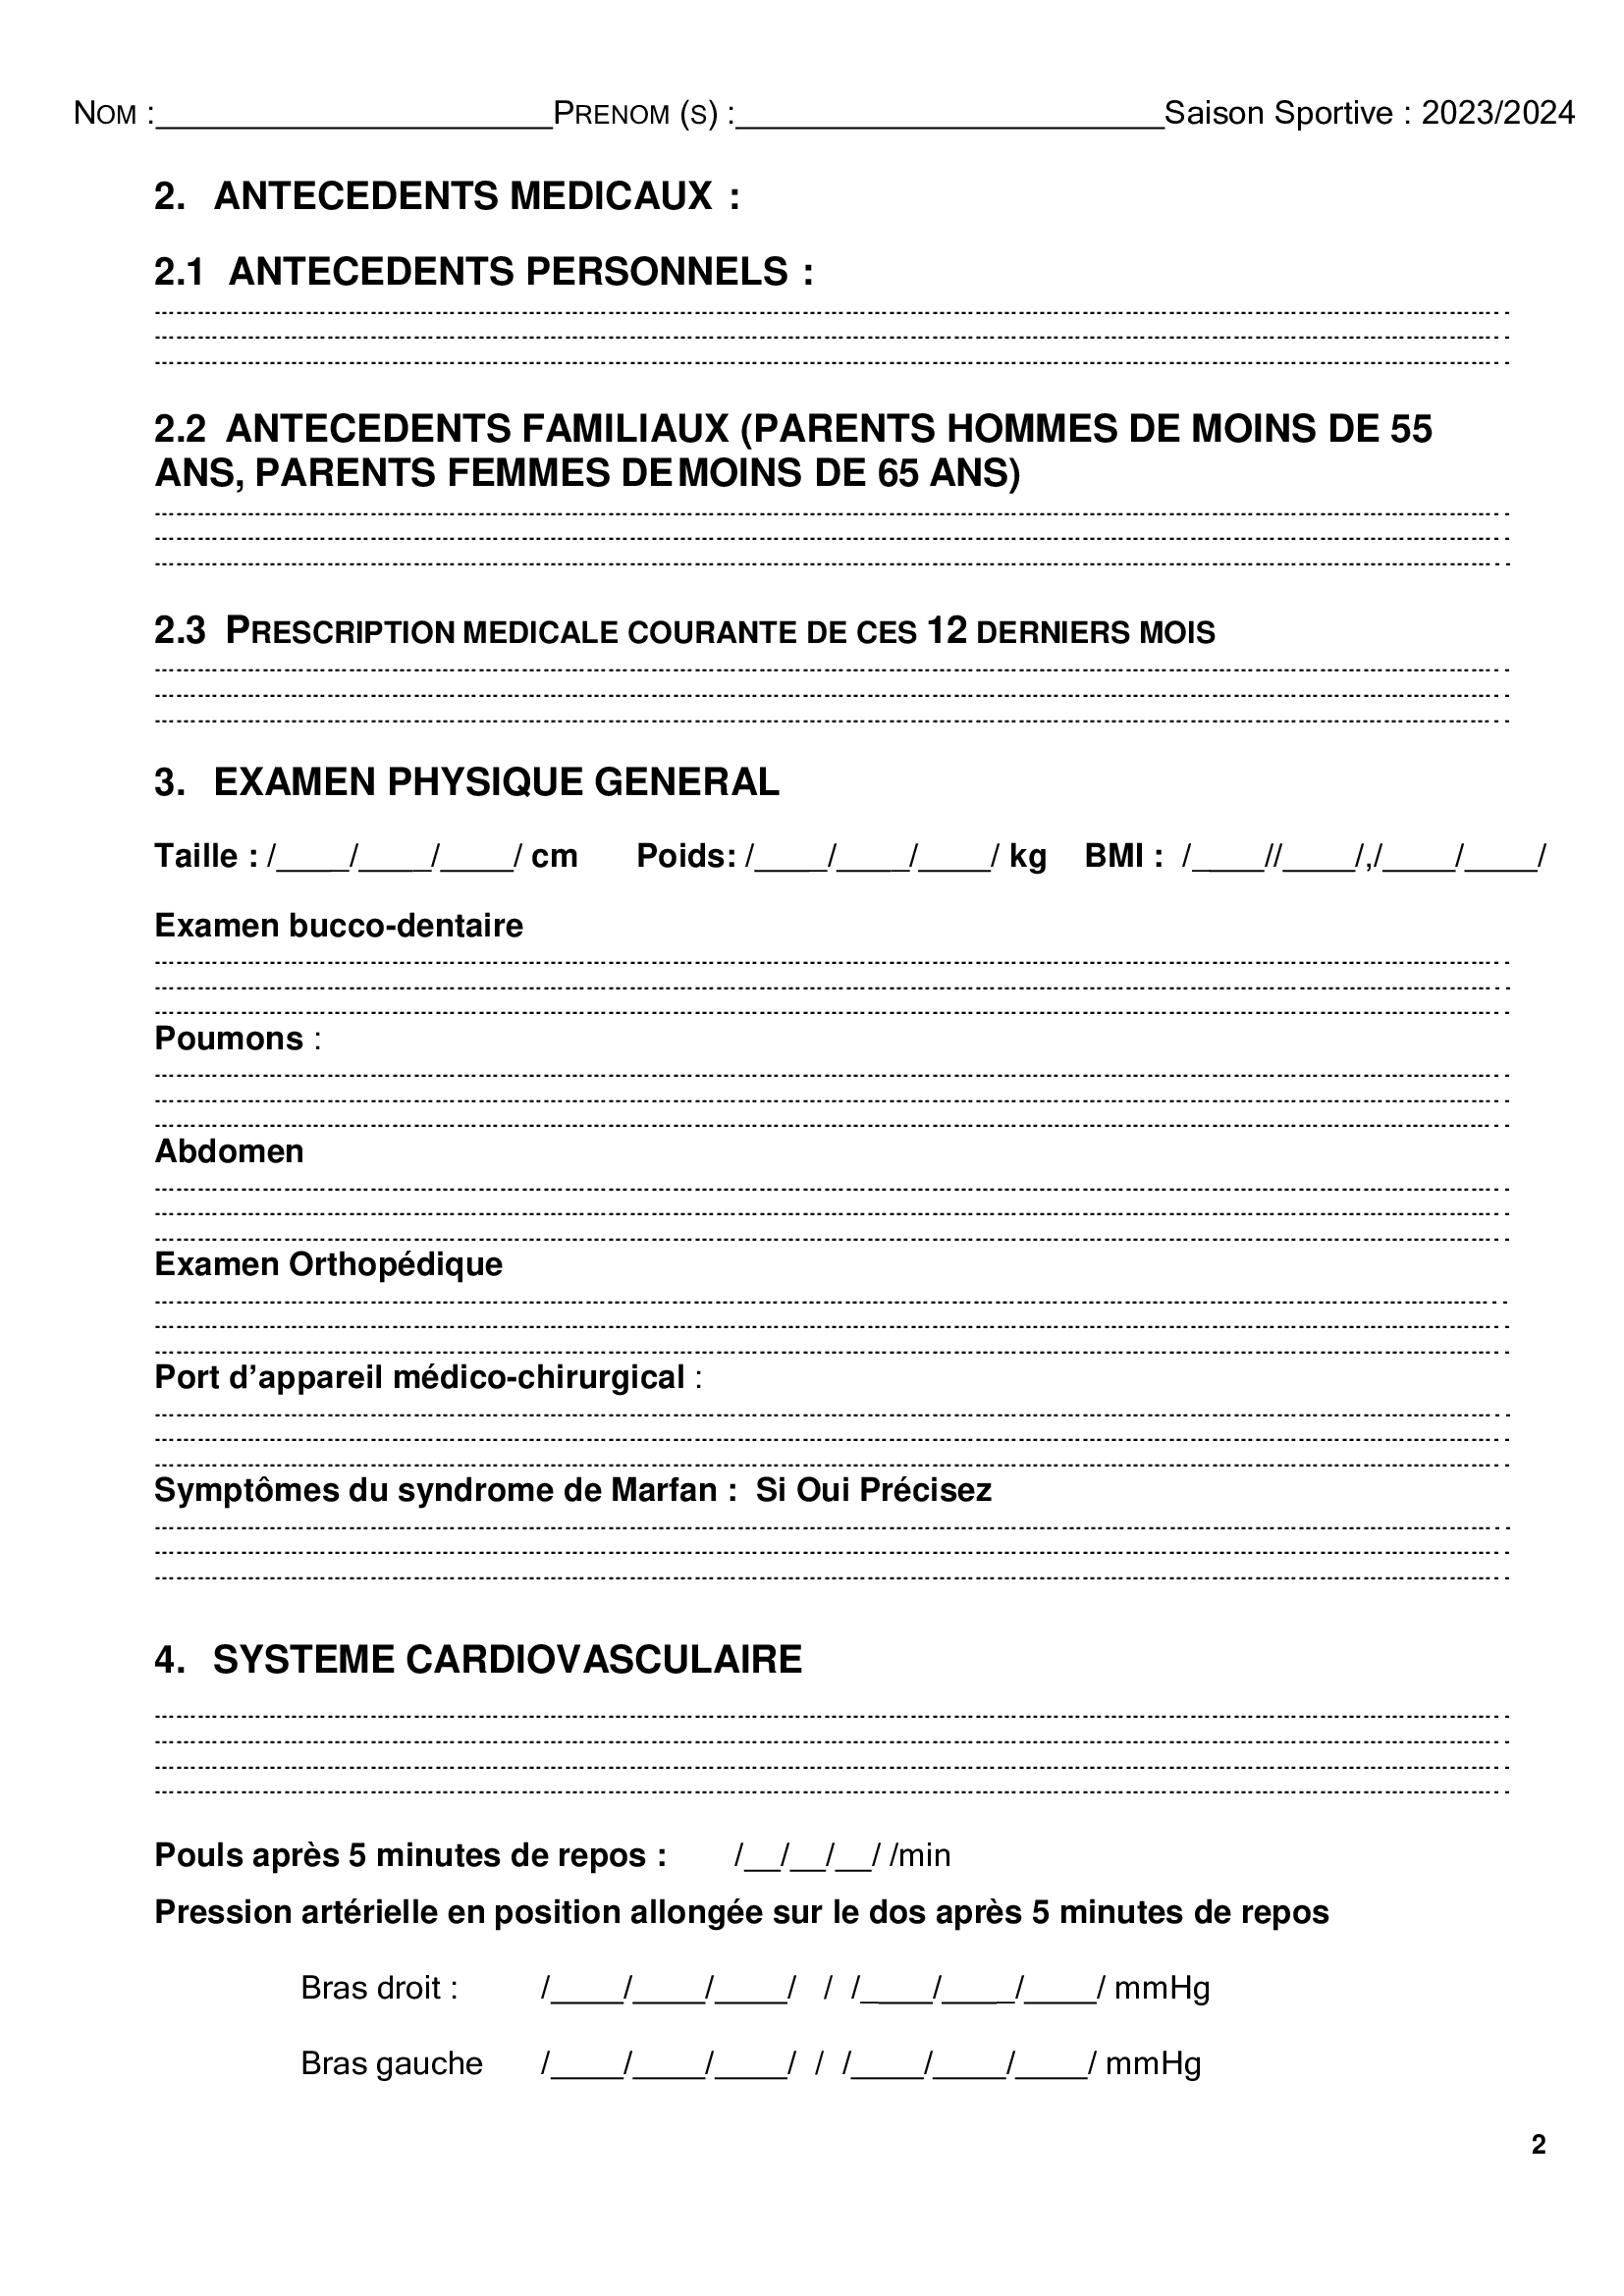 NOM :______________________PRENOM (S) :________________________Saison Sportive : 2023/2024
2. ANTECEDENTS MEDICAUX :
2.1 ANTECEDENTS PERSONNELS :
2.2 ANTECEDENTS FAMILIAUX (PARENTS HOMMES DE MOINS DE 55
ANS, PARENTS FEMMES DE MOINS DE 65 ANS)
2.3 PRESCRIPTION MEDICALE COURANTE DE CES 12 DERNIERS MOIS
3. EXAMEN PHYSIQUE GENERAL
Taille : /____/____/____/ cm Poids: /____/____/____/ kg BMI : /____//____/,/____/____/
Examen bucco-dentaire
Poumons :
Abdomen
Examen Orthopédique
Port d’appareil médico-chirurgical :
Symptômes du syndrome de Marfan : Si Oui Précisez
4. SYSTEME CARDIOVASCULAIRE
Pouls après 5 minutes de repos : /__/__/__/ /min
Pression artérielle en position allongée sur le dos après 5 minutes de repos
Bras droit : /____/____/____/ / /____/____/____/ mmHg
Bras gauche /____/____/____/ / /____/____/____/ mmHg
2